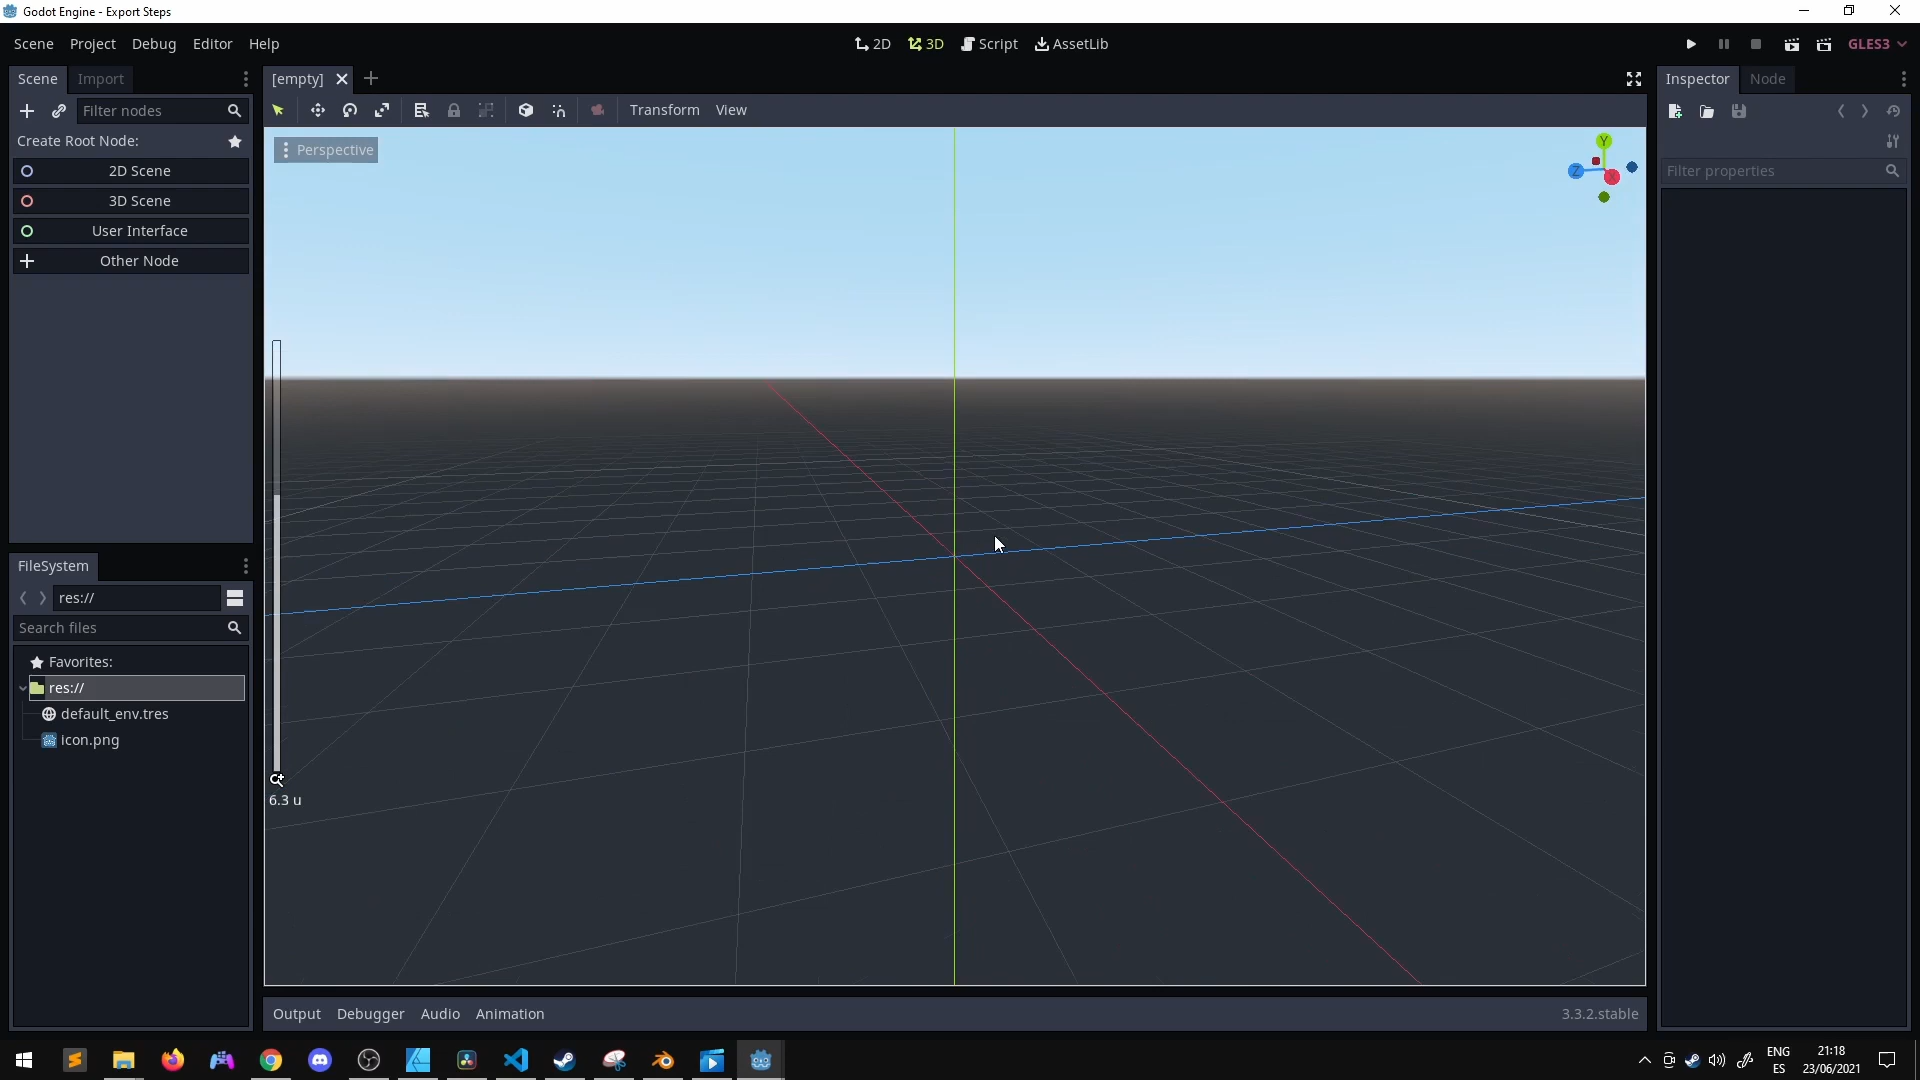 Godot Engine - Export Steps
Scene Project Debug Editor Help
2D 3D Script AssetLib
GLES3
Scene Import
[empty]
Inspector Node
Filter nodes
Transform View
Create Root Node:
Perspective
2D Scene
3D Scene
User Interface
Other Node
Y
Z
X
Filter properties
FileSystem
res://
Search files
Favorites:
res://
default_env.tres
icon.png
6.3 u
Output Debugger Audio Animation
3.3.2.stable
ENG
ES
21:18
23/06/2021